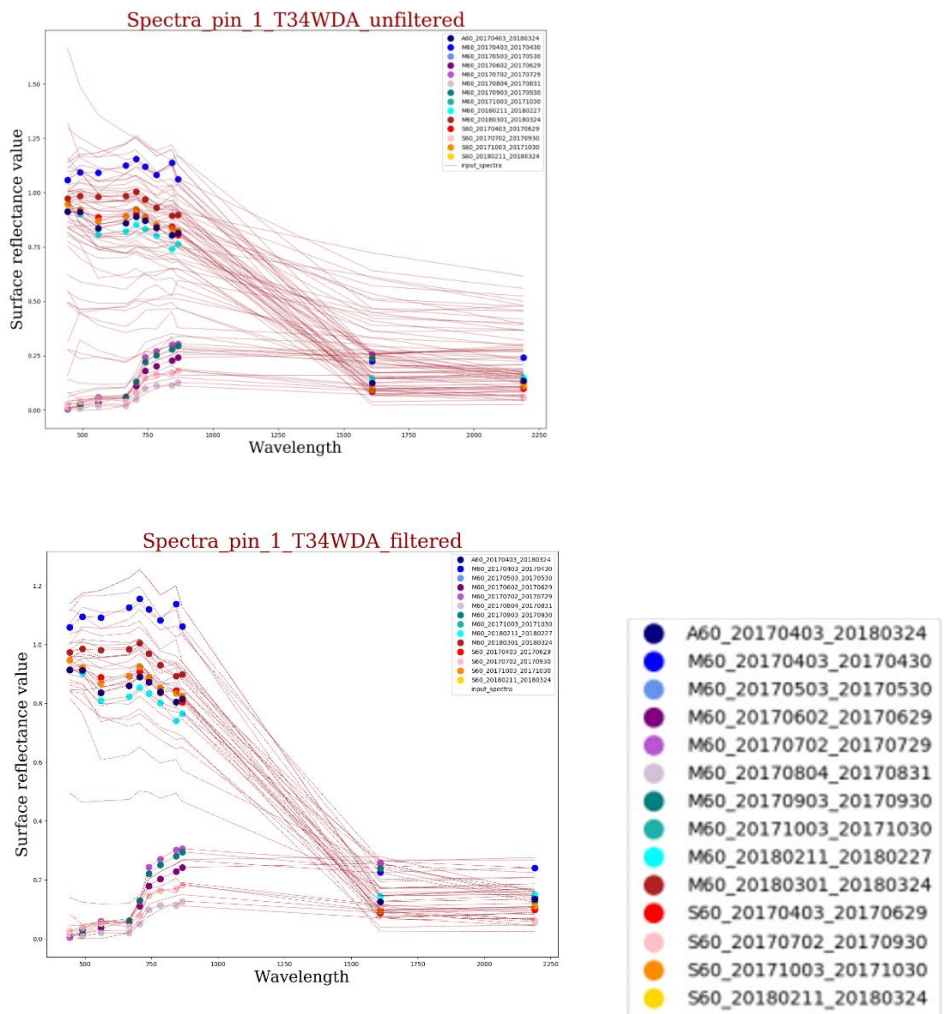 Spectra_pin_1_T34WDA_unfiltered
A60_20170403_20180324
M60_20170403_20170430
M60_20170503_20170530
M60_20170602_20170629
M60_20170702_20170729
M60_20170804_20170831
M60_20170903_20170930
M60_20171003_20171030
M60_20180211_20180227
M60_20180301_20180324
S60_20170403_20170629
S60_20170702_20170930
S60_20171003_20171030
S60_20180211_20180324
input_spectra
Surface reflectance value
1.50
1.25
1.00
0.75
0.50
0.25
0.00
500 750 1000 1250 1500 1750 2000 2250
Wavelength
Spectra_pin_1_T34WDA_filtered
A60_20170403_20180324
M60_20170403_20170430
M60_20170503_20170530
M60_20170602_20170629
M60_20170702_20170729
M60_20170804_20170831
M60_20170903_20170930
M60_20171003_20171030
M60_20180211_20180227
M60_20180301_20180324
S60_20170403_20170629
S60_20170702_20170930
S60_20171003_20171030
S60_20180211_20180324
input_spectra
Surface reflectance value
1.2
1.0
0.8
0.6
0.4
0.2
0.0
500 750 1000 1250 1500 1750 2000 2250
Wavelength
A60_20170403_20180324
M60_20170403_20170430
M60_20170503_20170530
M60_20170602_20170629
M60_20170702_20170729
M60_20170804_20170831
M60_20170903_20170930
M60_20171003_20171030
M60_20180211_20180227
M60_20180301_20180324
S60_20170403_20170629
S60_20170702_20170930
S60_20171003_20171030
S60_20180211_20180324